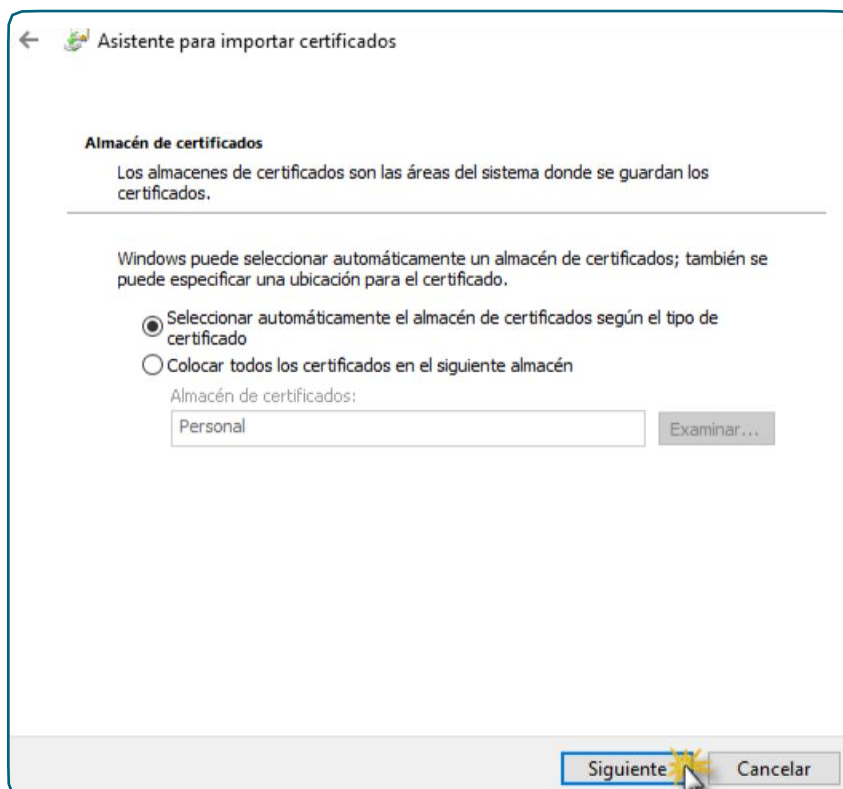 Asistente para importar certificados
Almacén de certificados
Los almacenes de certificados son las áreas del sistema donde se guardan los
certificados.
Windows puede seleccionar automáticamente un almacén de certificados; también se
puede especificar una ubicación para el certificado.
Seleccionar automáticamente el almacén de certificados según el tipo de
certificado
Colocar todos los certificados en el siguiente almacén
Almacén de certificados:
Personal
Examinar...
Siguiente
Cancelar